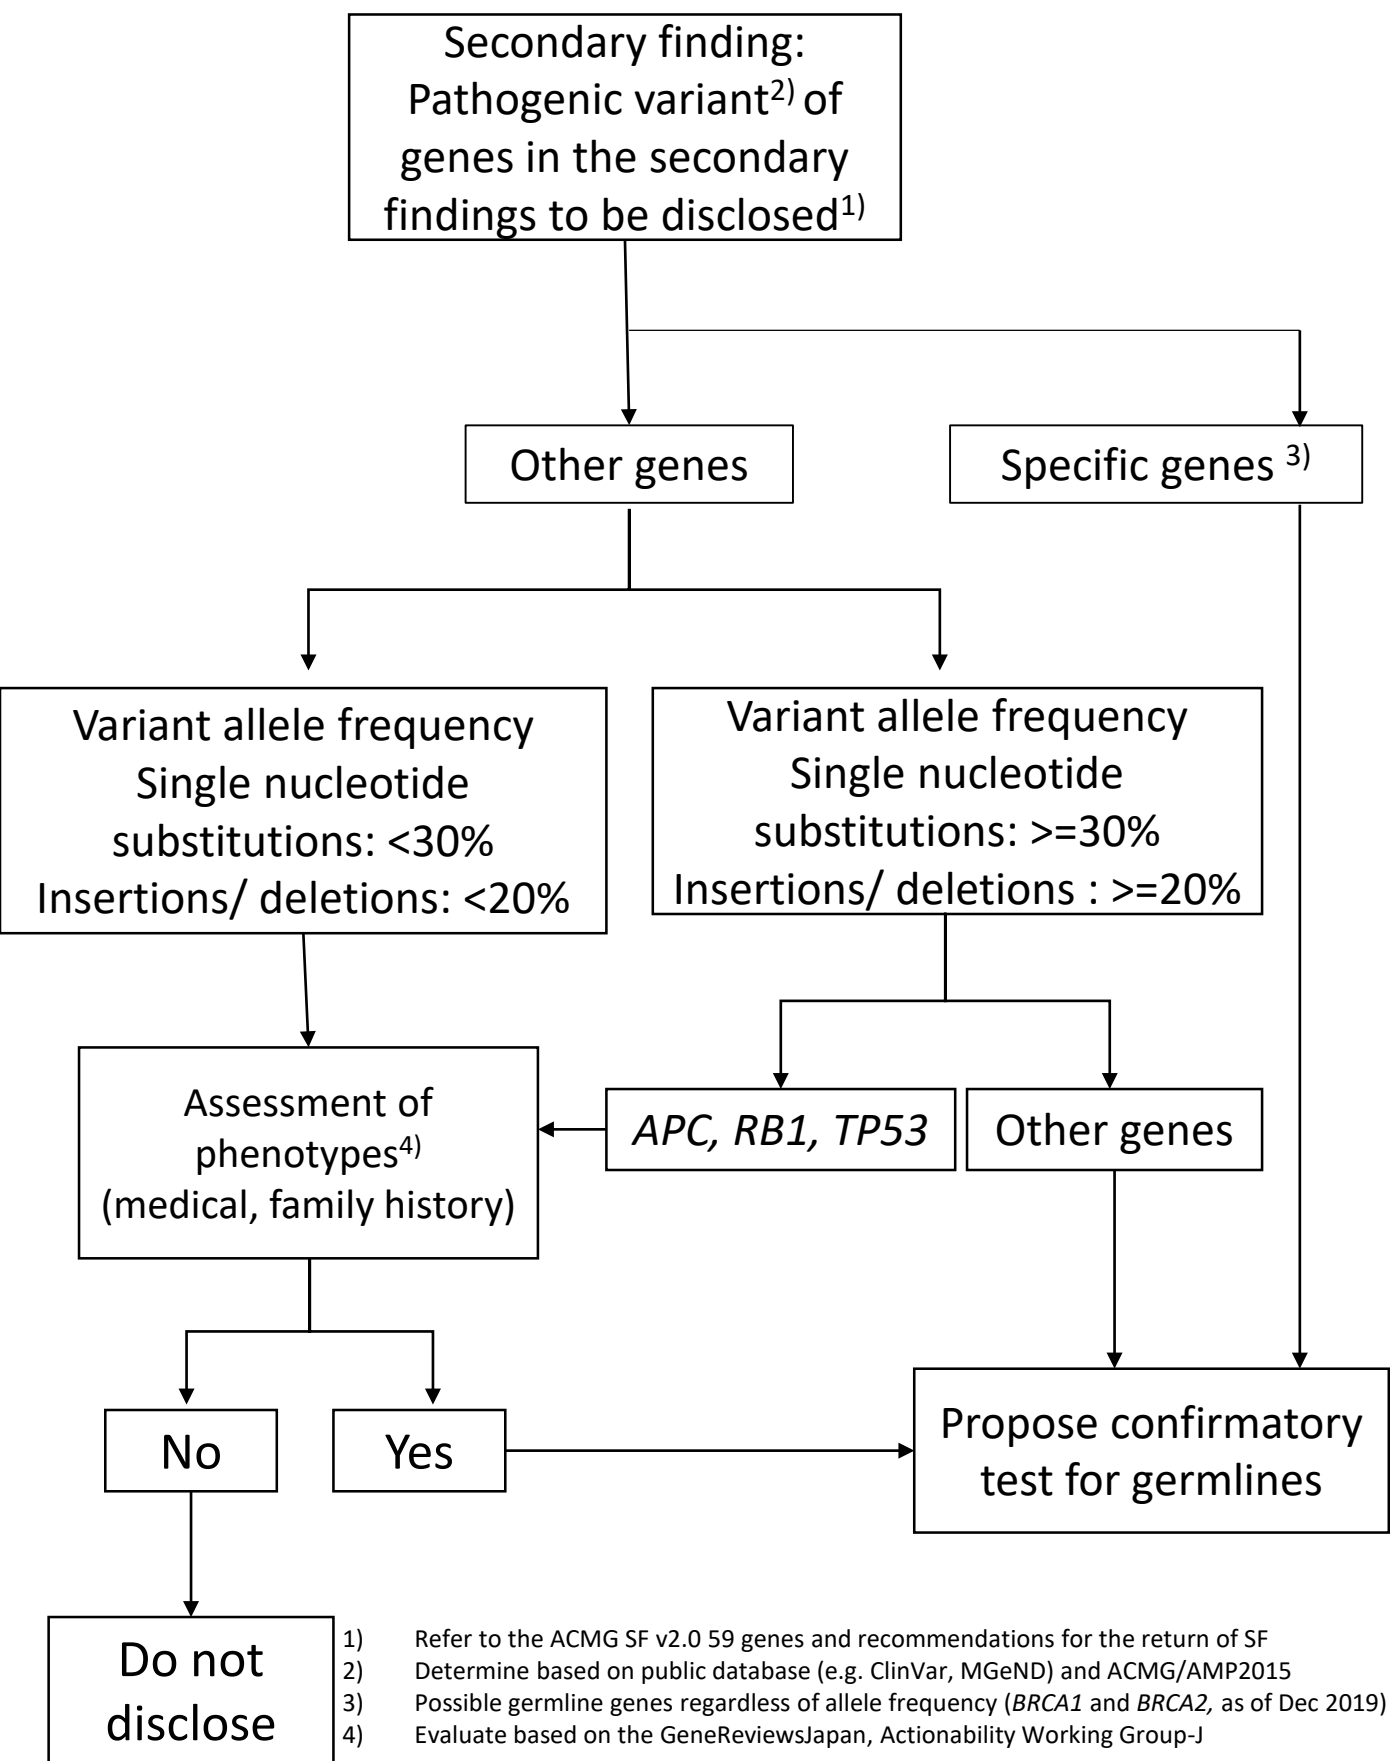 Secondary finding:
Pathogenic variant2) of
genes in the secondary
findings to be disclosed1)
Other genes
Specific genes 3)
Variant allele frequency
Single nucleotide
substitutions: <30%
Insertions/ deletions: <20%
Variant allele frequency
Single nucleotide
substitutions: >=30%
Insertions/ deletions : >=20%
Assessment of
phenotypes4)
(medical, family history)
APC, RB1, TP53
Other genes
No
Yes
Propose confirmatory
test for germlines
Do not
disclose
1) Refer to the ACMG SF v2.0 59 genes and recommendations for the return of SF
2) Determine based on public database (e.g. ClinVar, MGeND) and ACMG/AMP2015
3) Possible germline genes regardless of allele frequency (BRCA1 and BRCA2, as of Dec 2019)
4) Evaluate based on the GeneReviewsJapan, Actionability Working Group-J